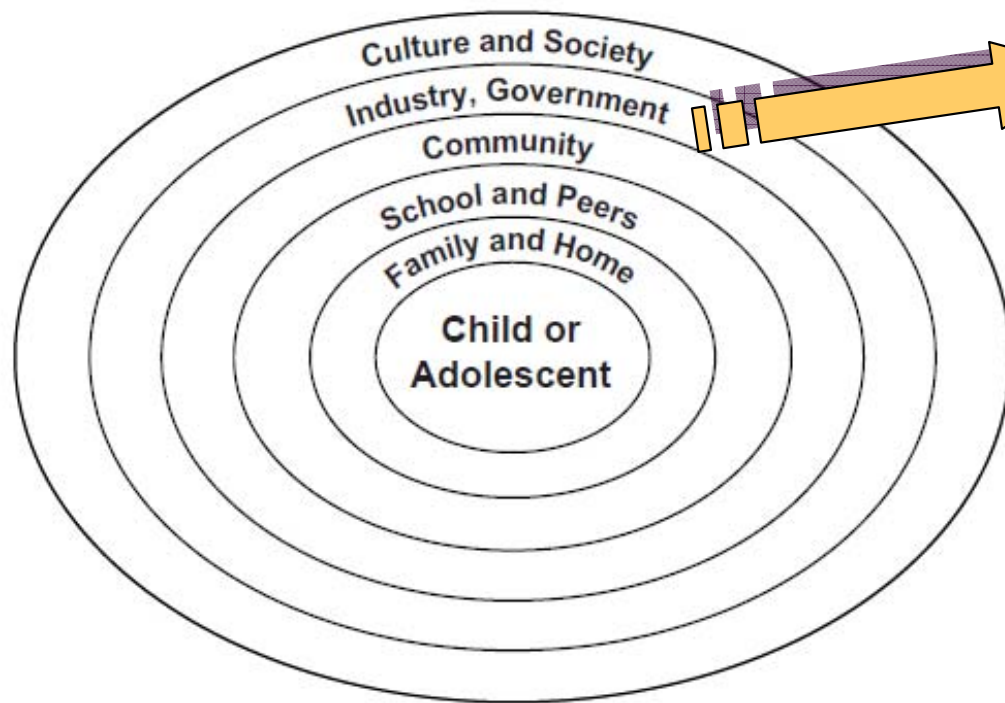 Culture and Society
Industry, Government
Community
School and Peers
Family and Home
Child or
Adolescent